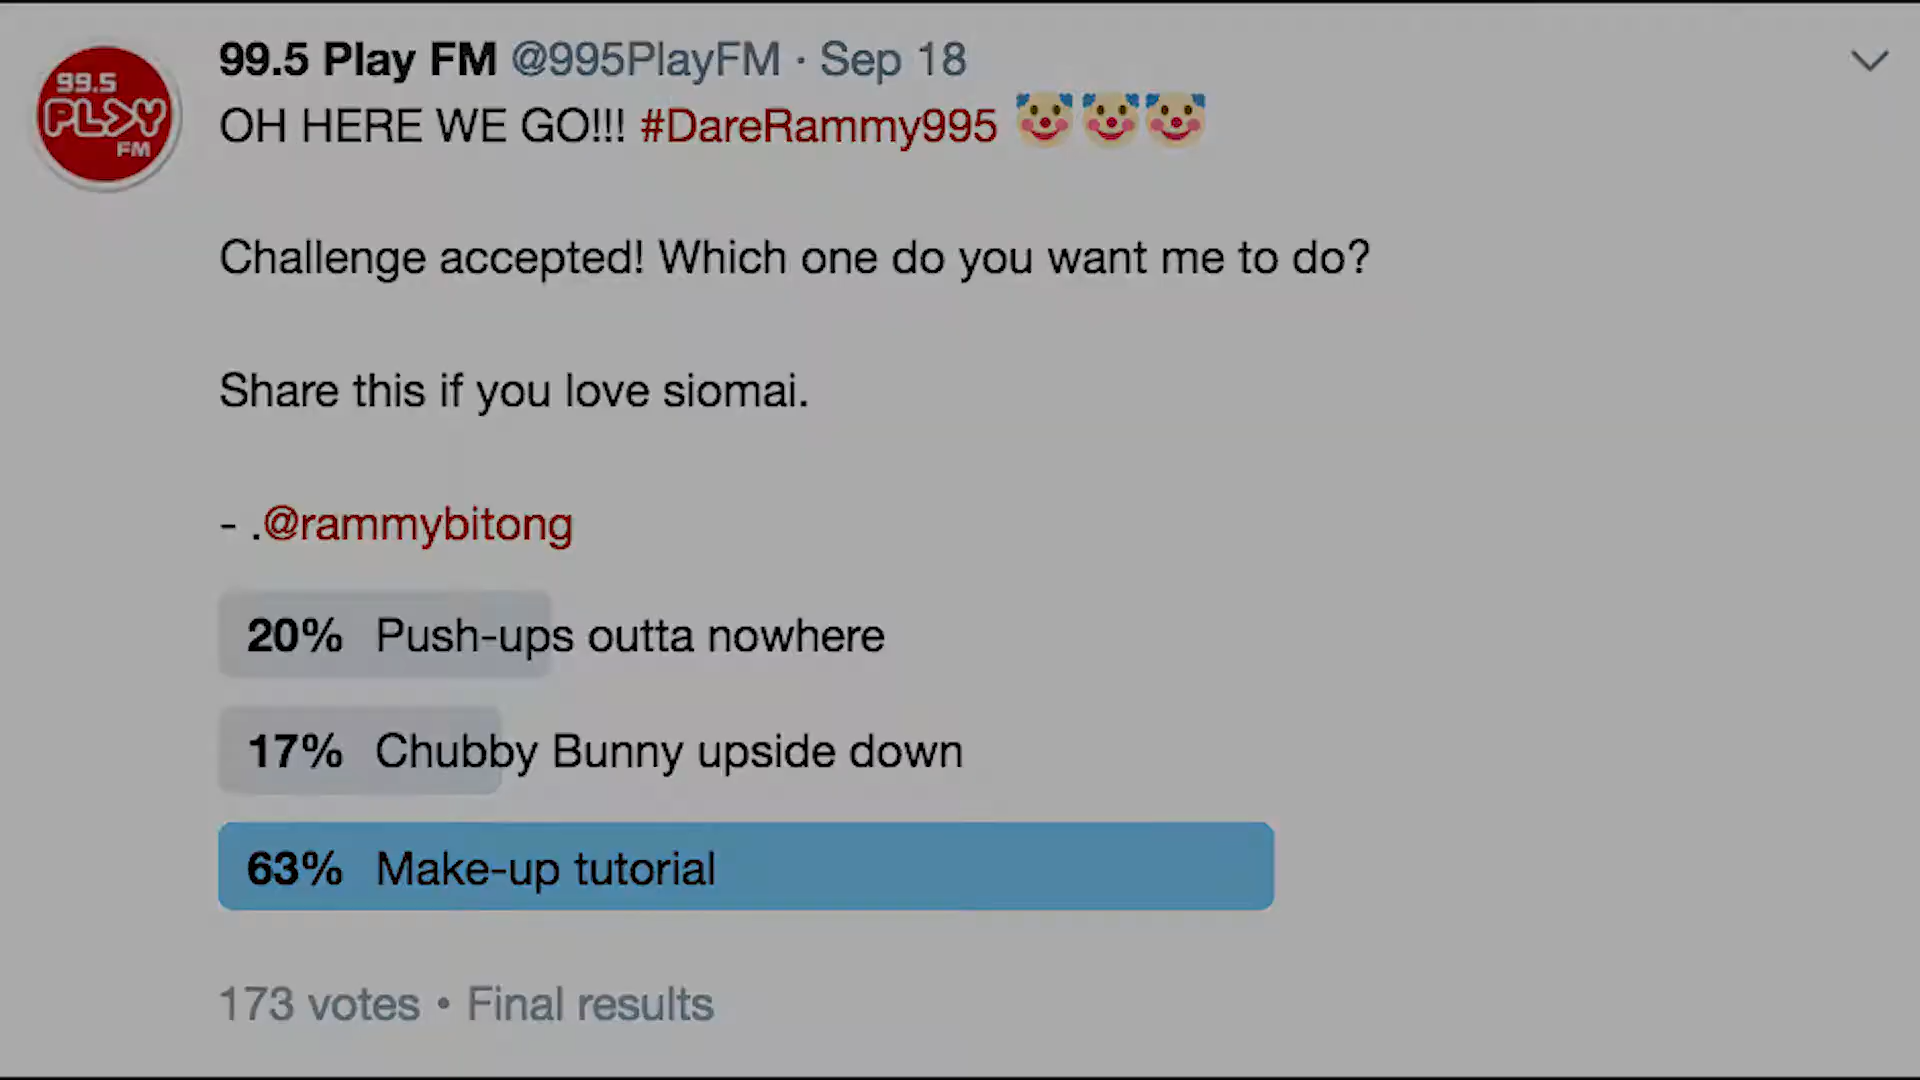 99.5 Play FM @995PlayFM · Sep 18
99.5
PLAY
FM
OH HERE WE GO!!! #DareRammy995 🤡🤡🤡
Challenge accepted! Which one do you want me to do?
Share this if you love siomai.
- .@rammybitong
20% Push-ups outta nowhere
17% Chubby Bunny upside down
63% Make-up tutorial
173 votes • Final results